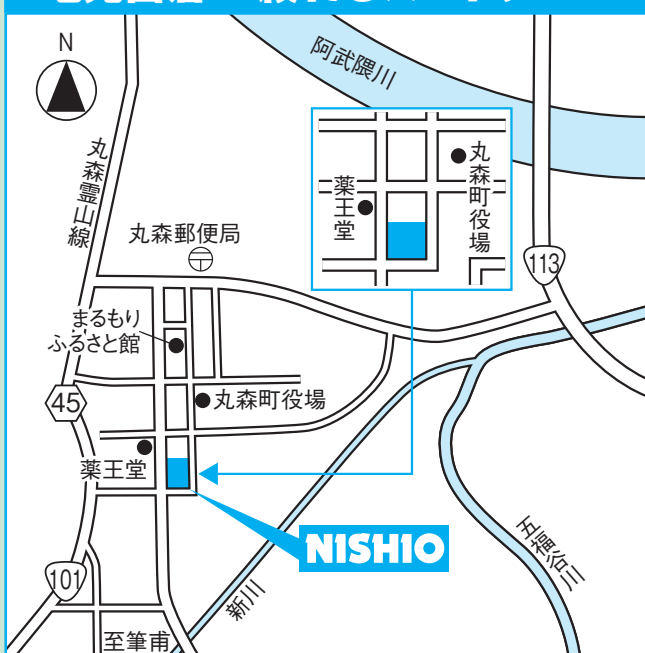 N
阿武隈川
丸森霊山線
丸森町役場
薬王堂
丸森郵便局
113
まるもり
ふるさと館
45
丸森町役場
薬王堂
NISHIO
101
新川
五福谷川
至筆甫